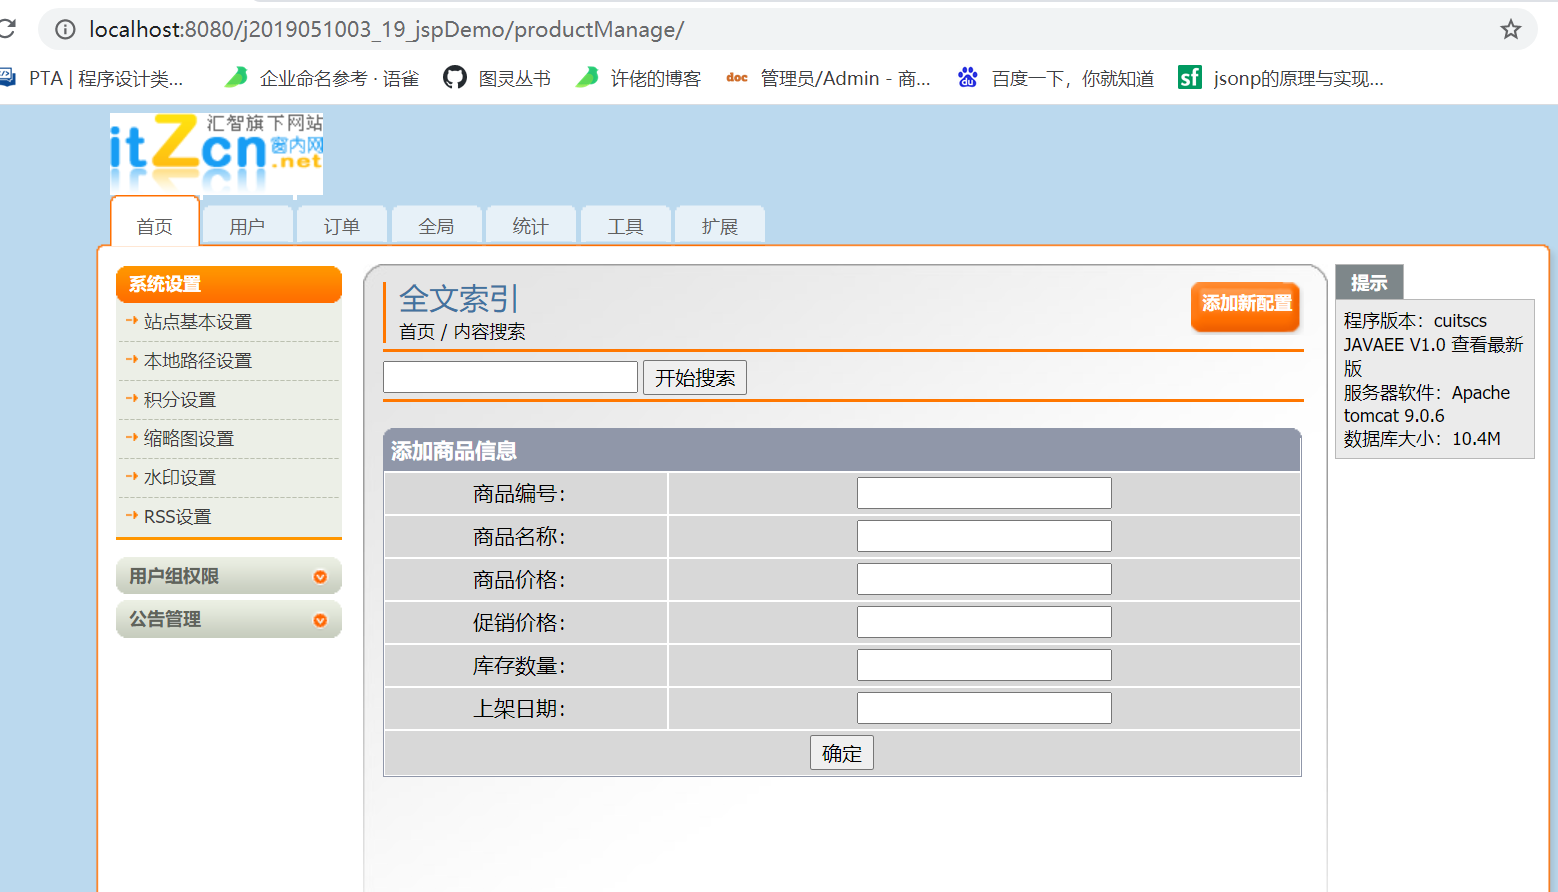 localhost:8080/j2019051003_19_jspDemo/productManage/
PTA | 程序设计类... 企业命名参考 · 语雀 图灵丛书 许佬的博客 doc 管理员/Admin - 商... 百度一下，你就知道 sf jsonp的原理与实现...
汇智旗下网站
itZcn 窗内网
.net
首页 用户 订单 全局 统计 工具 扩展
系统设置
站点基本设置
本地路径设置
积分设置
缩略图设置
水印设置
RSS设置
用户组权限
公告管理
全文索引
首页 / 内容搜索
添加新配置
开始搜索
添加商品信息
商品编号：
商品名称：
商品价格：
促销价格：
库存数量：
上架日期：
确定
提示
程序版本：cuitscs
JAVAEE V1.0 查看最新
版
服务器软件：Apache
tomcat 9.0.6
数据库大小：10.4M